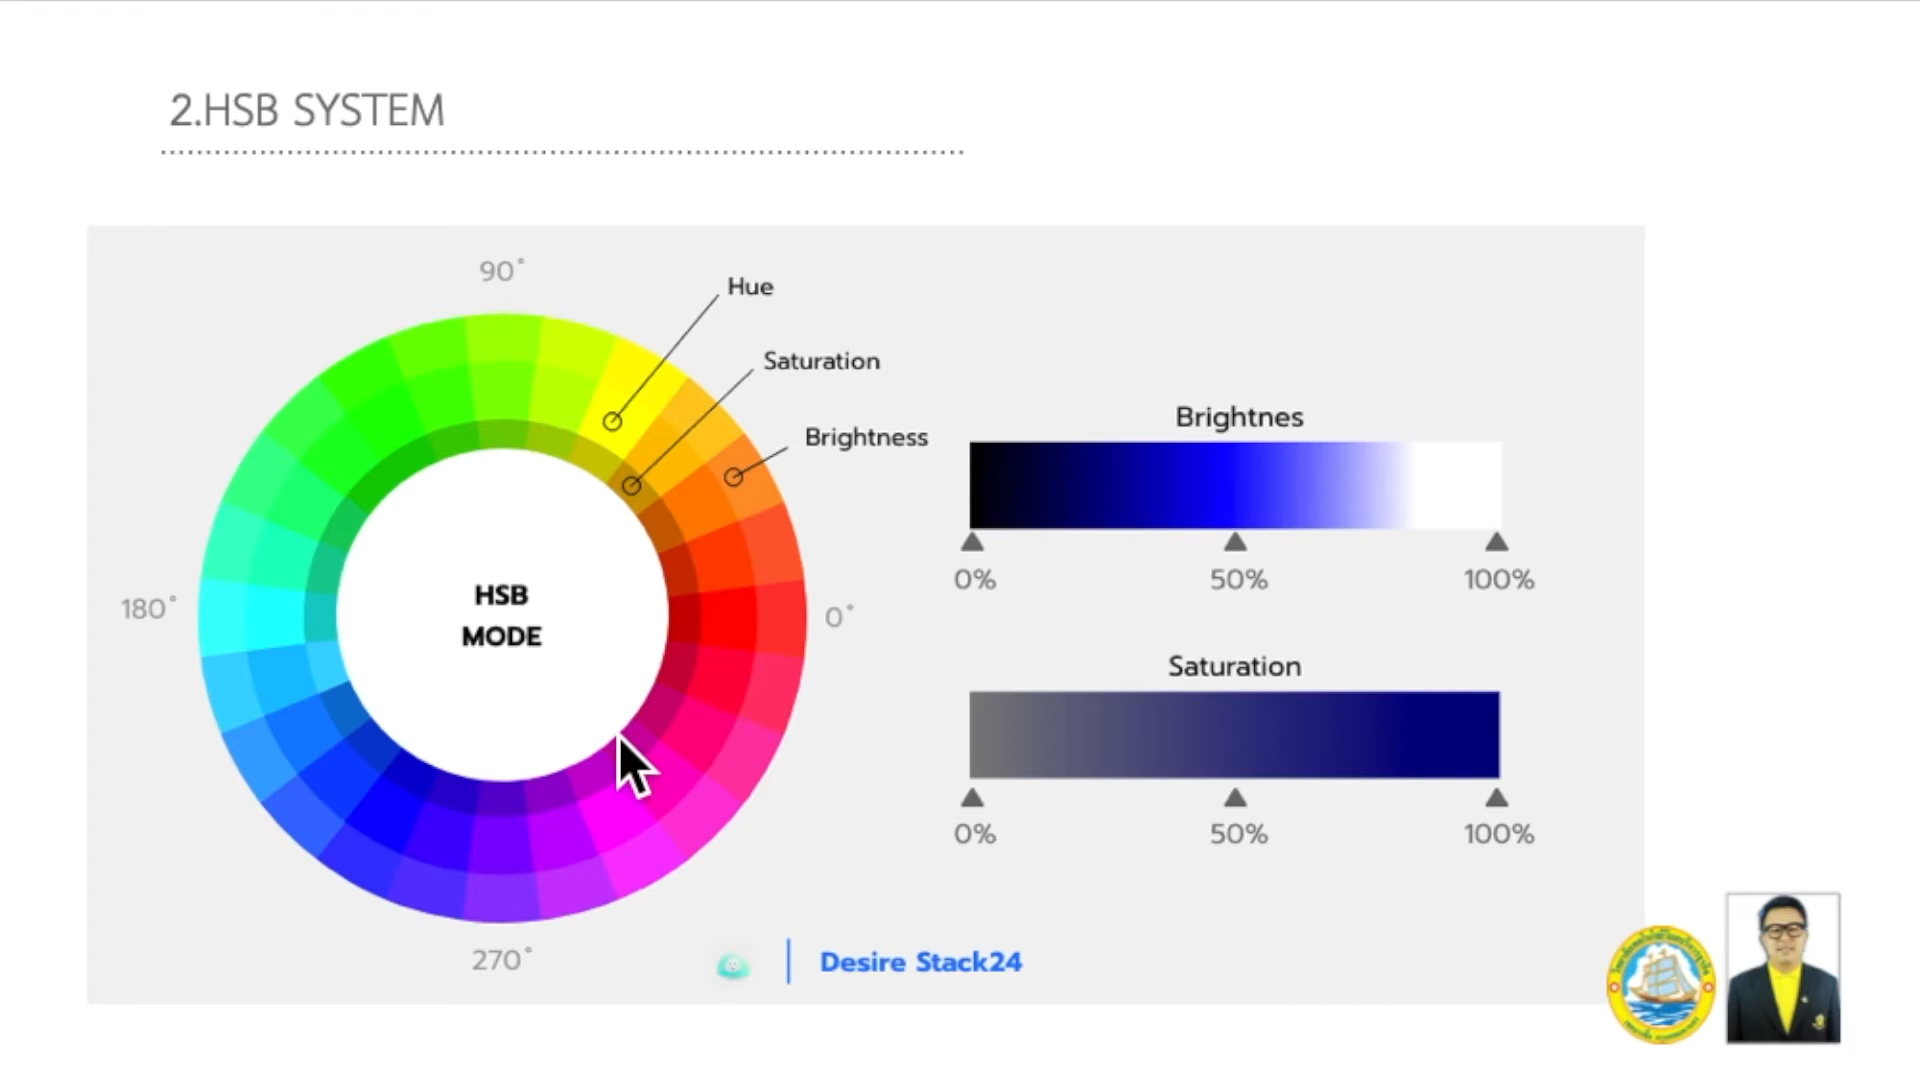 2.HSB SYSTEM
90°
Hue
Saturation
Brightness
180°
HSB
MODE
0°
270°
Brightnes
0% 50% 100%
Saturation
0% 50% 100%
Desire Stack24